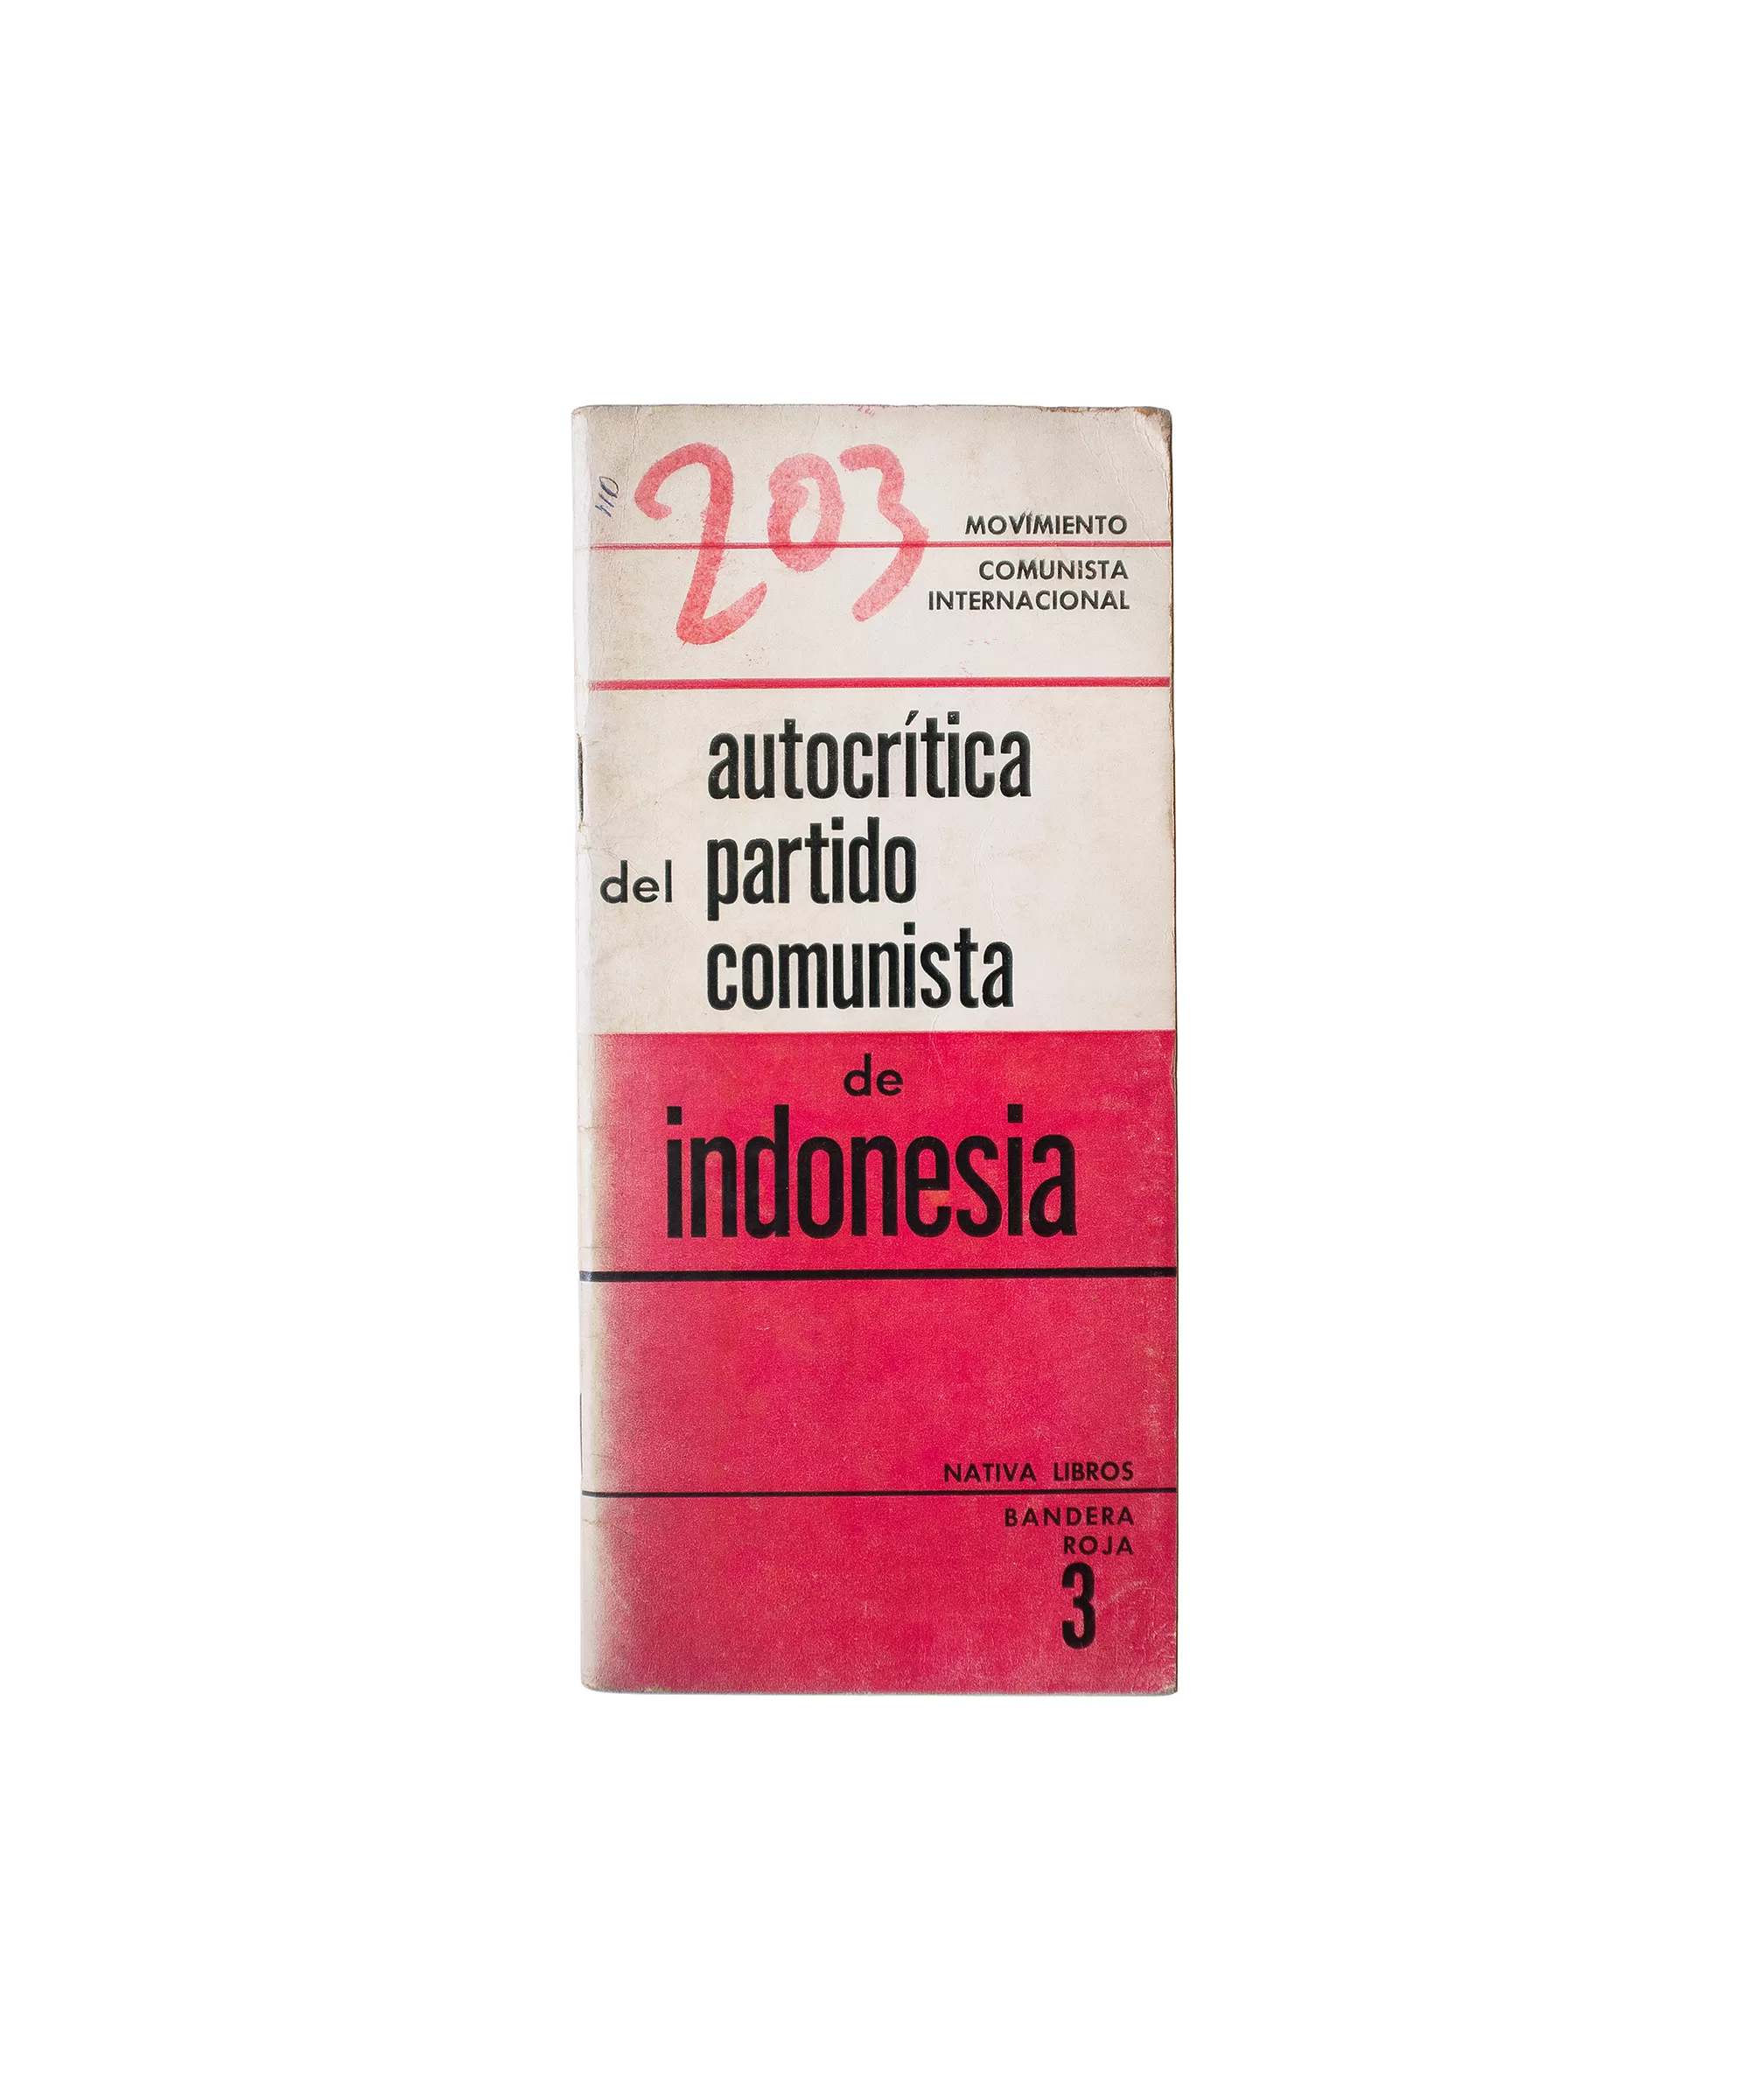 203
MOVIMIENTO
COMUNISTA
INTERNACIONAL
autocrítica
del partido
comunista
de
indonesia
NATIVA LIBROS
BANDERA
ROJA
3